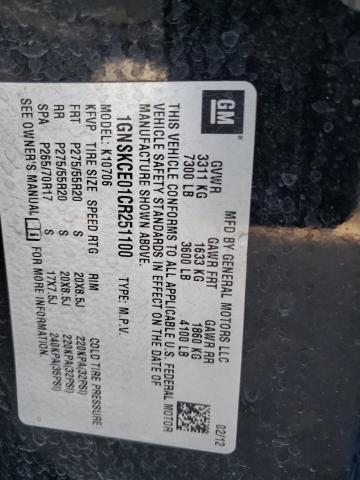 GM
MFD BY GENERAL MOTORS LLC
02/12
GVWR GAWR FRT GAWR RR
3311 KG 1633 KG 1860 KG
7300 LB 3600 LB 4100 LB
THIS VEHICLE CONFORMS TO ALL APPLICABLE U.S. FEDERAL MOTOR
VEHICLE SAFETY STANDARDS IN EFFECT ON THE DATE OF
MANUFACTURE SHOWN ABOVE.
1GNSKCE01CR251100 TYPE: M.P.V.
MODEL: K10706
KFVP TIRE SIZE SPEED RTG RIM COLD TIRE PRESSURE
FRT P275/55R20 S 20X8.5J 220KPA(32PSI)
RR P275/55R20 S 20X8.5J 220KPA(32PSI)
SPA P265/70R17 S 17X7.5J 240KPA(35PSI)
SEE OWNER'S MANUAL